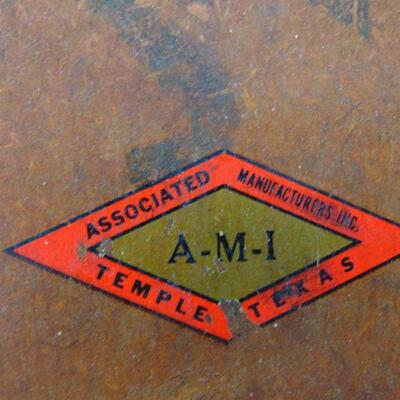 ASSOCIATED MANUFACTURERS INC.
A-M-I
TEMPLE TEXAS